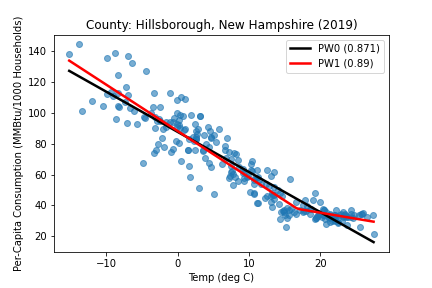 County: Hillsborough, New Hampshire (2019)
Per-Capita Consumption (MMBtu/1000 Households)
140
120
100
80
60
40
20
PW0 (0.871)
PW1 (0.89)
−10 0 10 20
Temp (deg C)